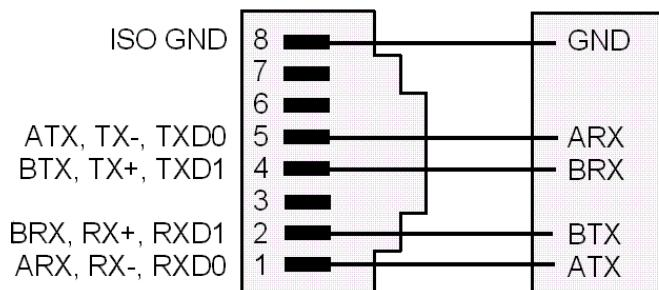 ISO GND 8 GND
7
6
ATX, TX-, TXD0 5 ARX
BTX, TX+, TXD1 4 BRX
3
BRX, RX+, RXD1 2 BTX
ARX, RX-, RXD0 1 ATX